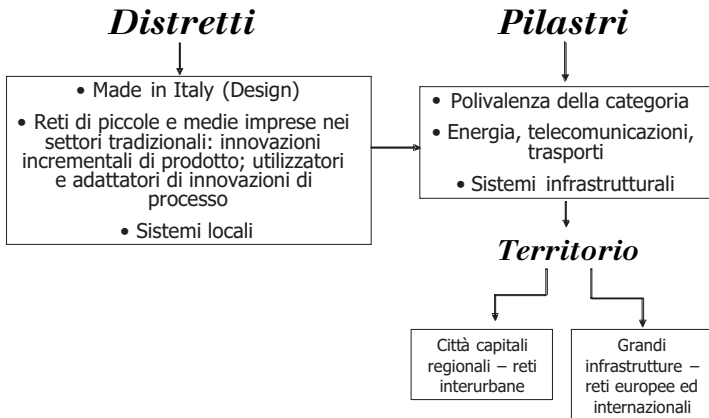 Distretti
• Made in Italy (Design)
• Reti di piccole e medie imprese nei
settori tradizionali: innovazioni
incrementali di prodotto; utilizzatori
e adattatori di innovazioni di
processo
• Sistemi locali
Pilastri
• Polivalenza della categoria
• Energia, telecomunicazioni,
trasporti
• Sistemi infrastrutturali
Territorio
Città capitali
regionali – reti
interurbane
Grandi
infrastrutture –
reti europee ed
internazionali